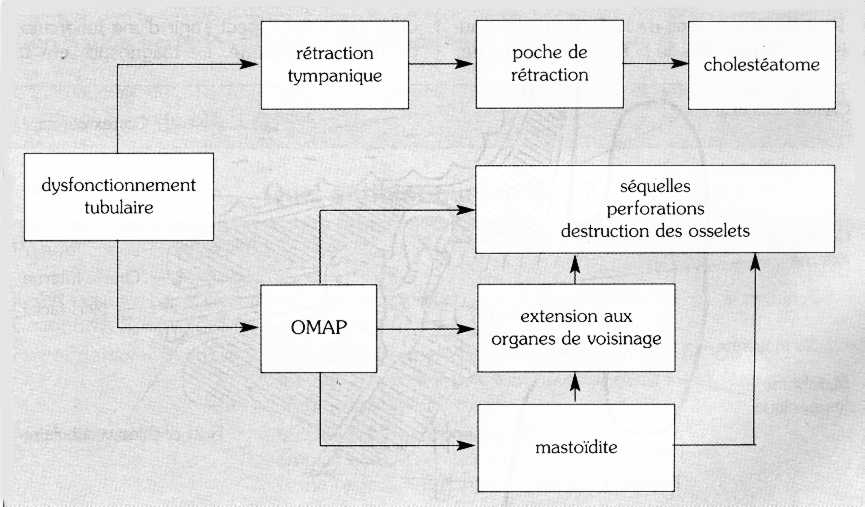 rétraction
tympanique
poche de
rétraction
cholestéatome
dysfonctionnement
tubulaire
séquelles
perforations
destruction des osselets
OMAP
extension aux
organes de voisinage
mastoïdite